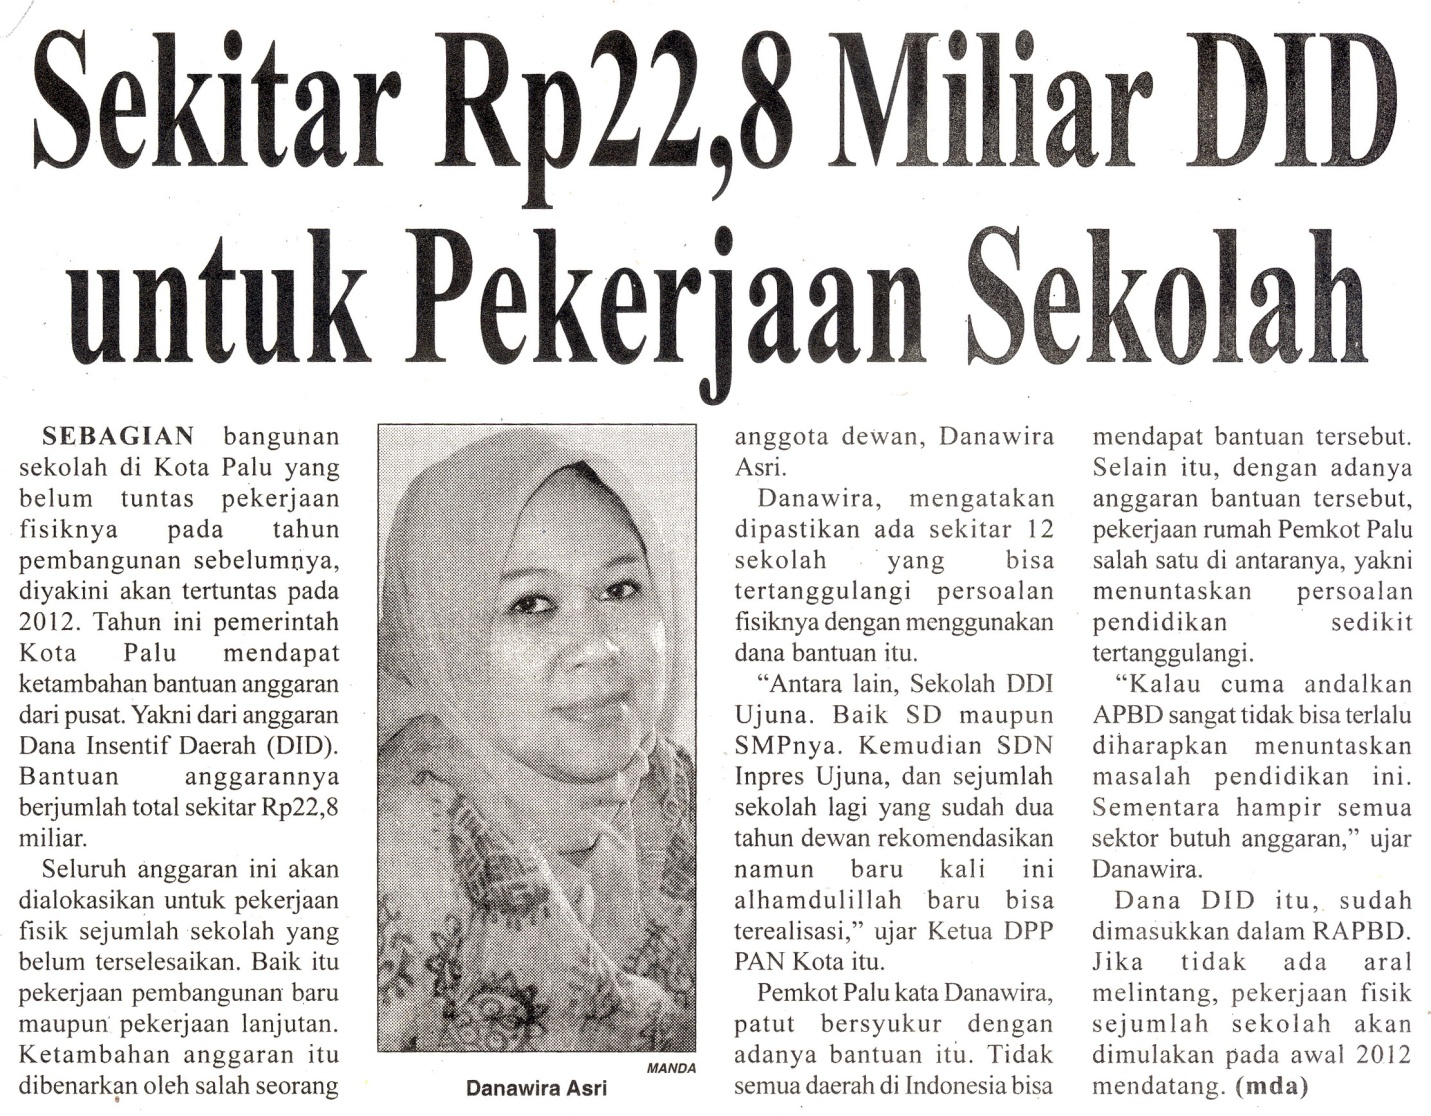 Sekitar Rp22,8 Miliar DID
untuk Pekerjaan Sekolah
SEBAGIAN bangunan
sekolah di Kota Palu yang
belum tuntas pekerjaan
fisiknya pada tahun
pembangunan sebelumnya,
diyakini akan tertuntas pada
2012. Tahun ini pemerintah
Kota Palu mendapat
ketambahan bantuan anggaran
dari pusat. Yakni dari anggaran
Dana Insentif Daerah (DID).
Bantuan anggarannya
berjumlah total sekitar Rp22,8
miliar.
Seluruh anggaran ini akan
dialokasikan untuk pekerjaan
fisik sejumlah sekolah yang
belum terselesaikan. Baik itu
pekerjaan pembangunan baru
maupun pekerjaan lanjutan.
Ketambahan anggaran itu
dibenarkan oleh salah seorang
MANDA
Danawira Asri
anggota dewan, Danawira
Asri.
Danawira, mengatakan
dipastikan ada sekitar 12
sekolah yang bisa
tertanggulangi persoalan
fisiknya dengan menggunakan
dana bantuan itu.
“Antara lain, Sekolah DDI
Ujuna. Baik SD maupun
SMPnya. Kemudian SDN
Inpres Ujuna, dan sejumlah
sekolah lagi yang sudah dua
tahun dewan rekomendasikan
namun baru kali ini
alhamdulillah baru bisa
terealisasi,” ujar Ketua DPP
PAN Kota itu.
Pemkot Palu kata Danawira,
patut bersyukur dengan
adanya bantuan itu. Tidak
semua daerah di Indonesia bisa
mendapat bantuan tersebut.
Selain itu, dengan adanya
anggaran bantuan tersebut,
pekerjaan rumah Pemkot Palu
salah satu di antaranya, yakni
menuntaskan persoalan
pendidikan sedikit
tertanggulangi.
“Kalau cuma andalkan
APBD sangat tidak bisa terlalu
diharapkan menuntaskan
masalah pendidikan ini.
Sementara hampir semua
sektor butuh anggaran,” ujar
Danawira.
Dana DID itu, sudah
dimasukkan dalam RAPBD.
Jika tidak ada aral
melintang, pekerjaan fisik
sejumlah sekolah akan
dimulakan pada awal 2012
mendatang. (mda)